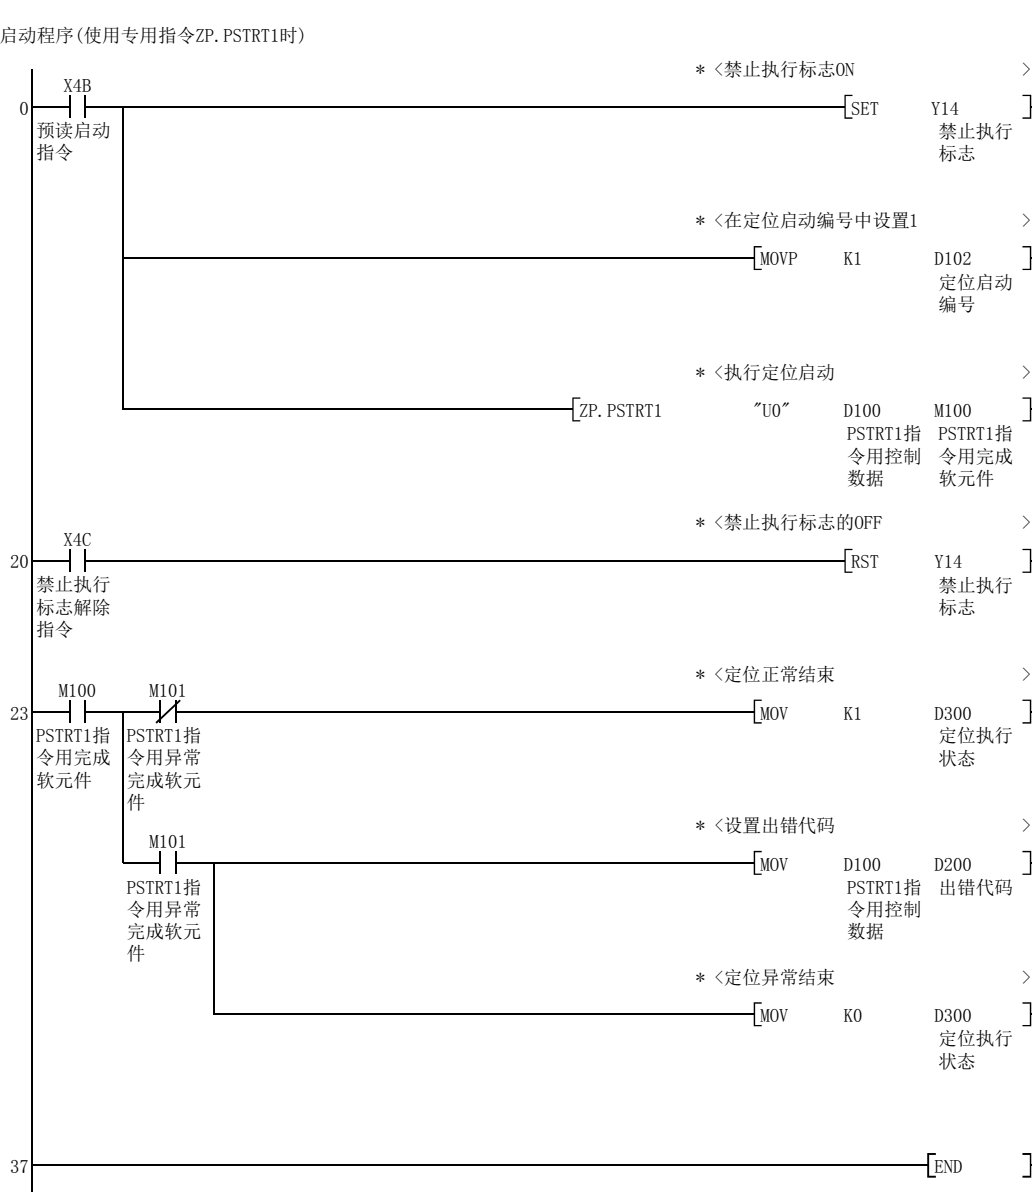 启动程序(使用专用指令ZP.PSTRT1时)
* <禁止执行标志ON >
X4B
0 SET Y14
预读启动
指令
禁止执行
标志
* <在定位启动编号中设置1 >
MOVP K1 D102
定位启动
编号
* <执行定位启动 >
ZP.PSTRT1 "U0" D100 M100
PSTRT1指
令用控制
数据
PSTRT1指
令用完成
软元件
* <禁止执行标志的OFF >
X4C
20 RST Y14
禁止执行
标志解除
指令
禁止执行
标志
* <定位正常结束 >
M100 M101
23 MOV K1 D300
PSTRT1指
令用完成
软元件
PSTRT1指
令用异常
完成软元
件
定位执行
状态
* <设置出错代码 >
M101
MOV D100 D200
PSTRT1指
令用异常
完成软元
件
PSTRT1指
令用控制
数据
出错代码
* <定位异常结束 >
MOV K0 D300
定位执行
状态
37 END